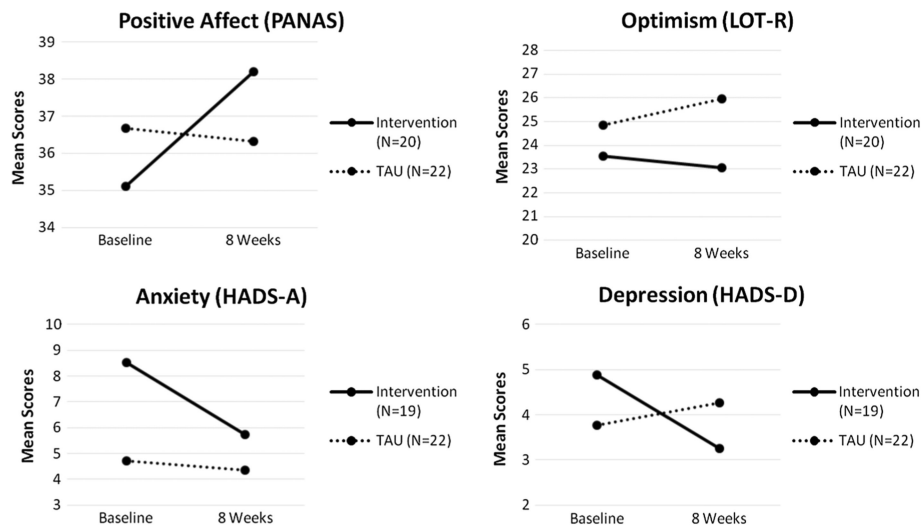 Positive Affect (PANAS)
39
38
37
36
35
34
Mean Scores
Baseline
8 Weeks
Intervention
(N=20)
TAU (N=22)
Optimism (LOT-R)
28
27
26
25
24
23
22
21
20
Mean Scores
Baseline
8 Weeks
Intervention
(N=20)
TAU (N=22)
Anxiety (HADS-A)
10
9
8
7
6
5
4
3
Mean Scores
Baseline
8 Weeks
Intervention
(N=19)
TAU (N=22)
Depression (HADS-D)
6
5
4
3
2
Mean Scores
Baseline
8 Weeks
Intervention
(N=19)
TAU (N=22)